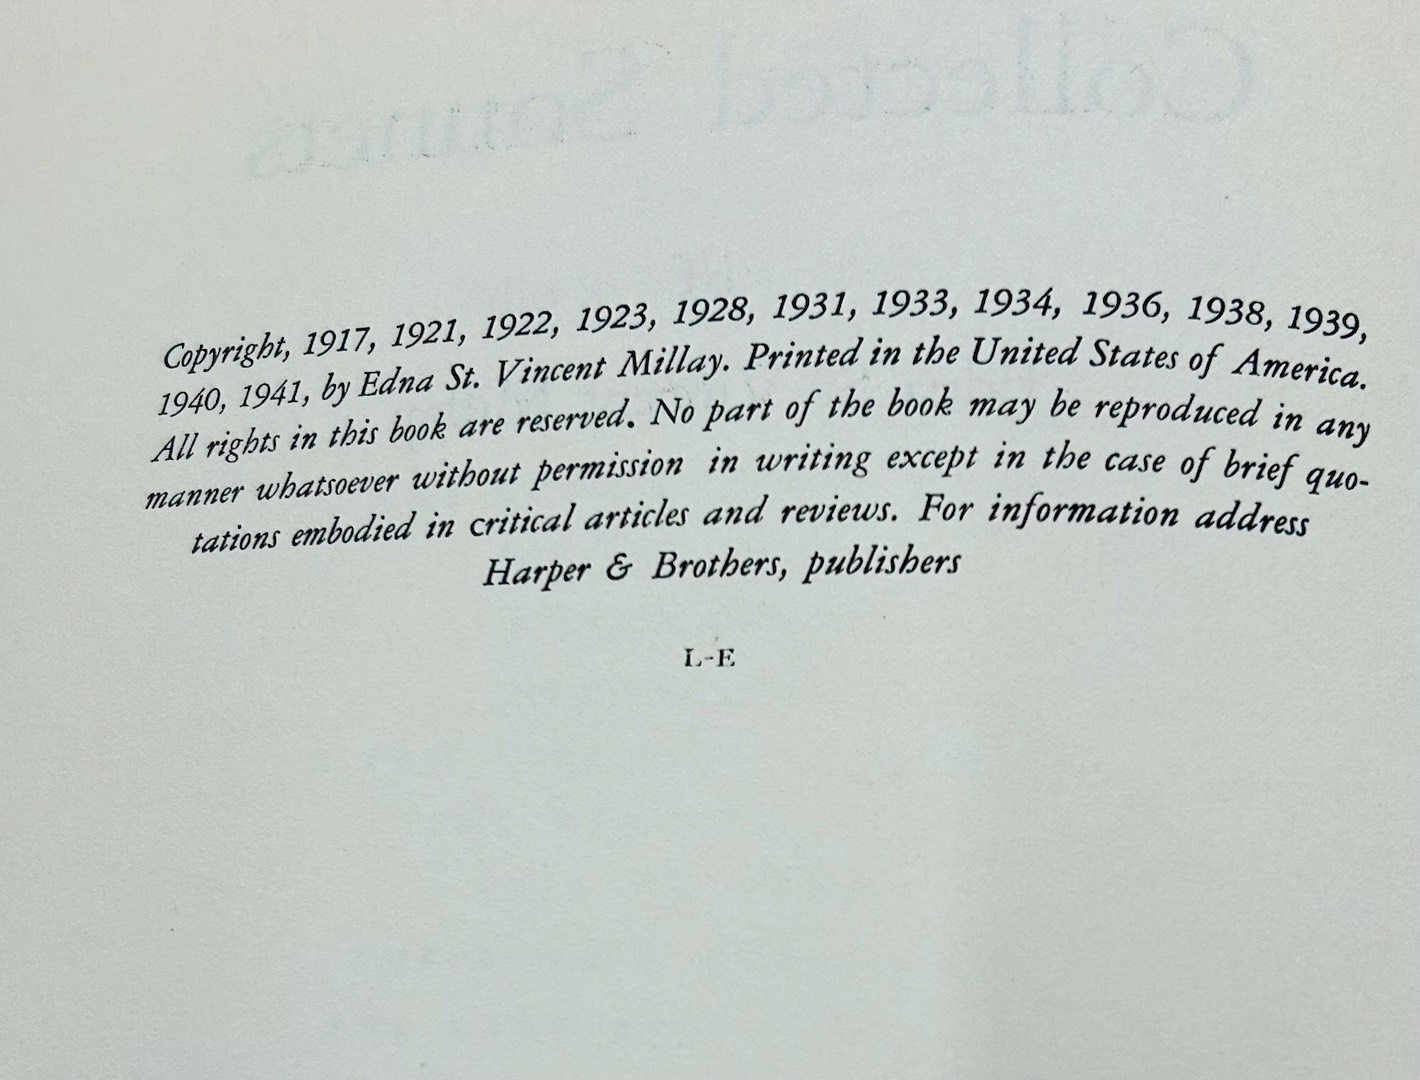 Collected Sonnets
Copyright, 1917, 1921, 1922, 1923, 1928, 1931, 1933, 1934, 1936, 1938, 1939,
1940, 1941, by Edna St. Vincent Millay. Printed in the United States of America.
All rights in this book are reserved. No part of the book may be reproduced in any
manner whatsoever without permission in writing except in the case of brief quo-
tations embodied in critical articles and reviews. For information address
Harper & Brothers, publishers
L-E